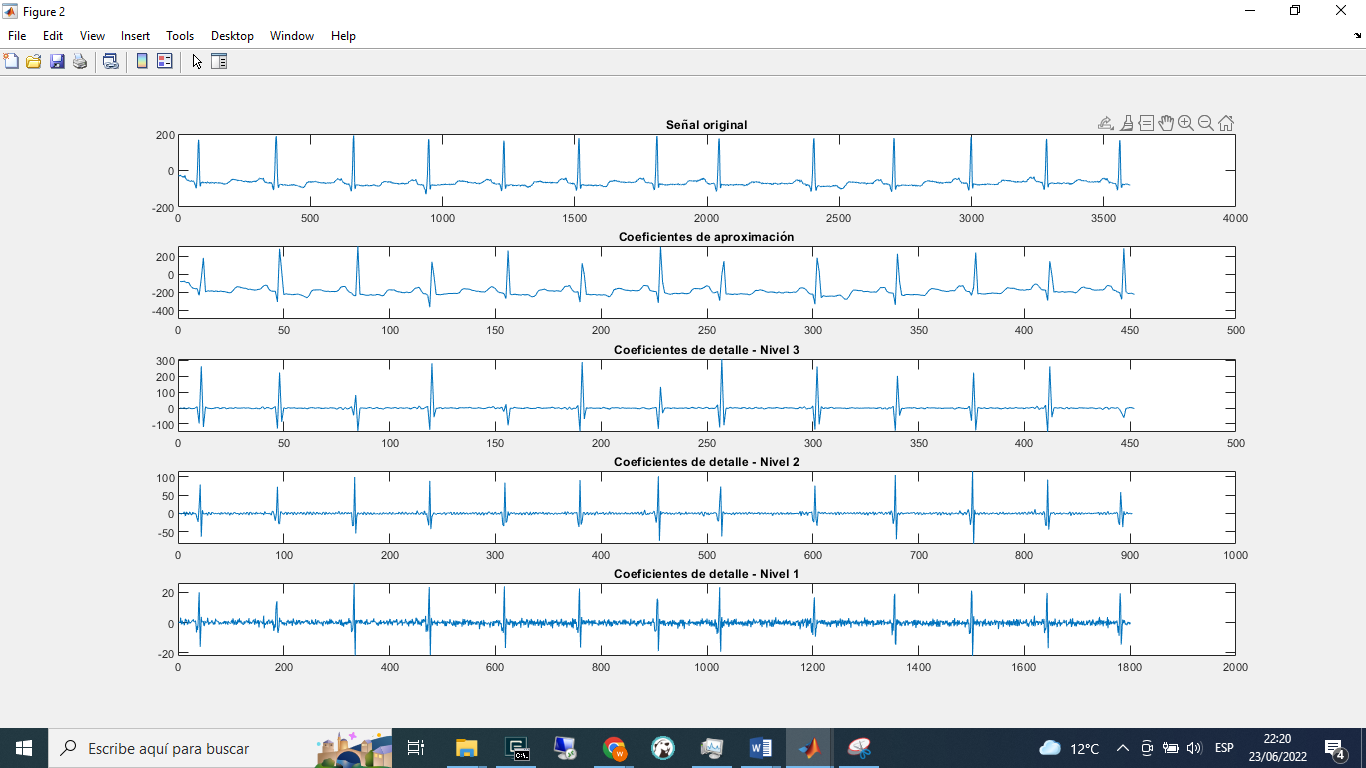 Figure 2
File Edit View Insert Tools Desktop Window Help
Señal original
200
0
-200
0 500 1000 1500 2000 2500 3000 3500 4000
Coeficientes de aproximación
200
0
-200
-400
0 50 100 150 200 250 300 350 400 450 500
Coeficientes de detalle - Nivel 3
300
200
100
0
-100
0 50 100 150 200 250 300 350 400 450 500
Coeficientes de detalle - Nivel 2
100
50
0
-50
0 100 200 300 400 500 600 700 800 900 1000
Coeficientes de detalle - Nivel 1
20
0
-20
0 200 400 600 800 1000 1200 1400 1600 1800 2000
Escribe aquí para buscar
C:\.
W
W
12°C
ESP
22:20
23/06/2022
4